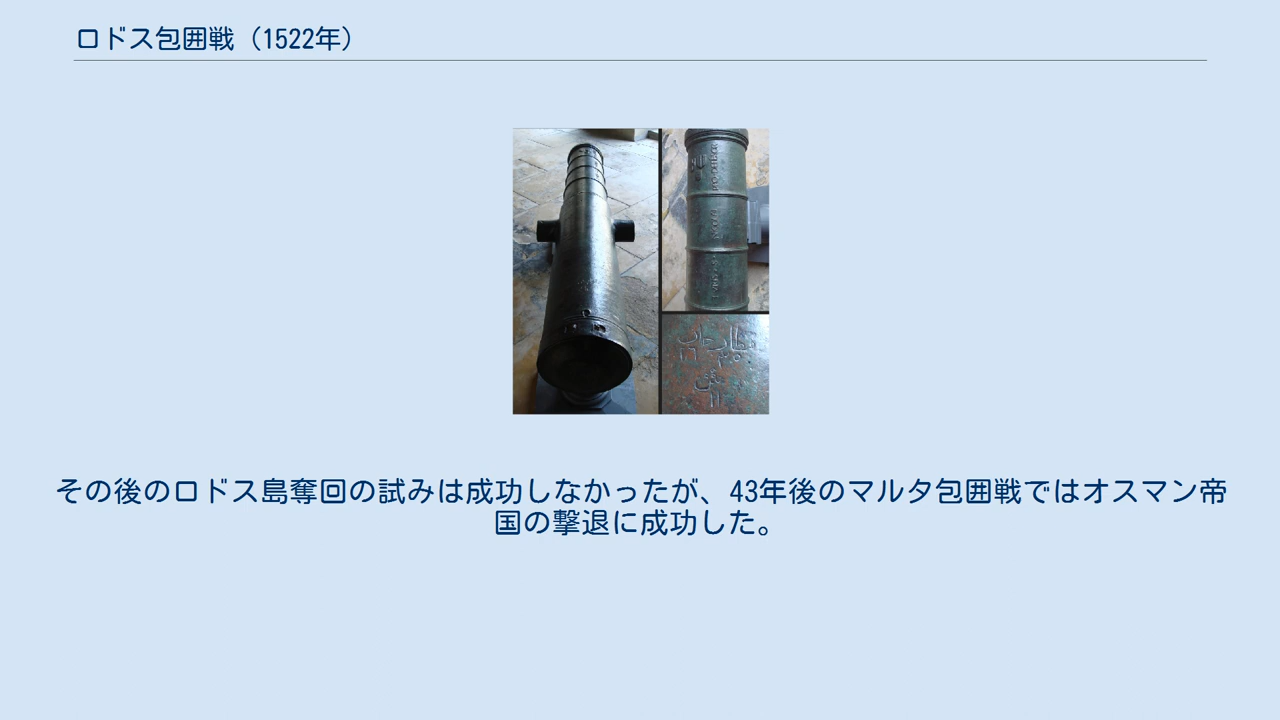 ロドス包囲戦（1522年）
その後のロドス島奪回の試みは成功しなかったが、43年後のマルタ包囲戦ではオスマン帝
国の撃退に成功した。